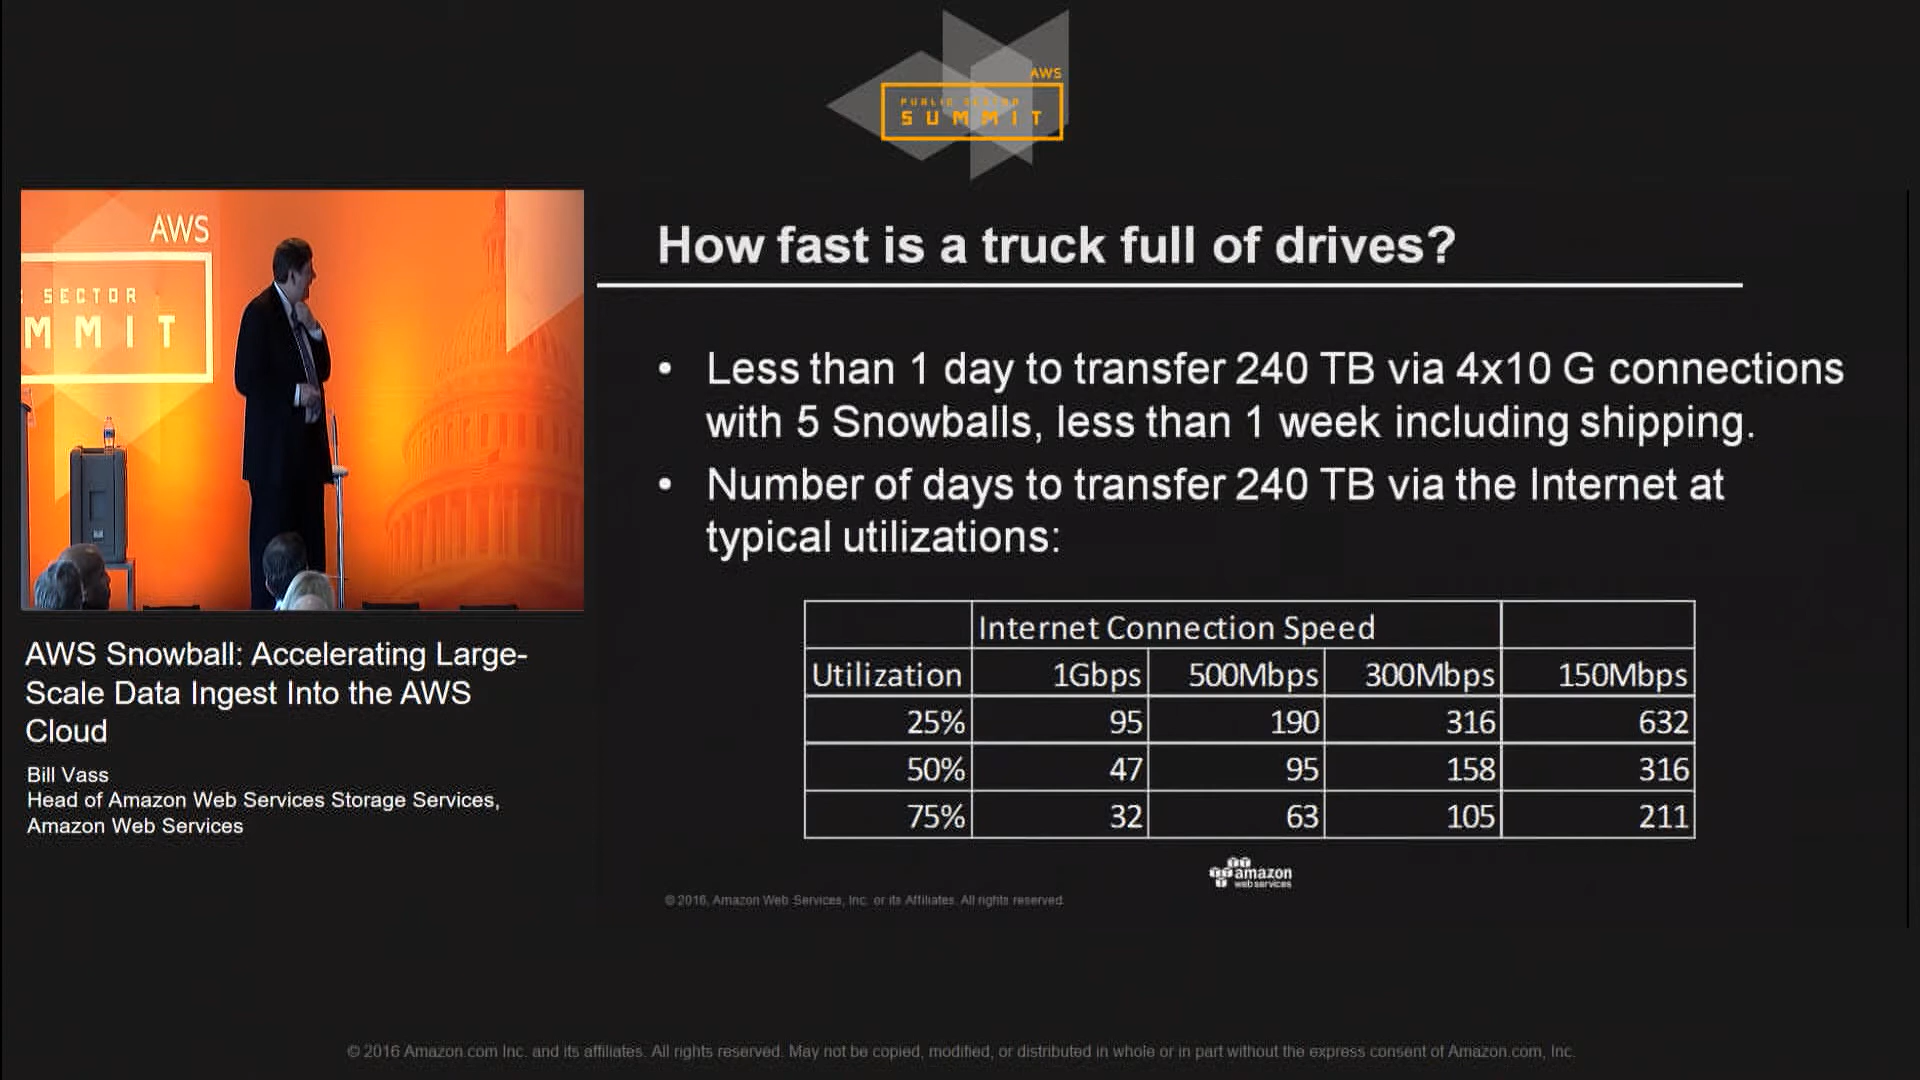 AWS
PUBLIC SECTOR
SUMMIT
AWS
SECTOR
MMIT
How fast is a truck full of drives?
• Less than 1 day to transfer 240 TB via 4x10 G connections
with 5 Snowballs, less than 1 week including shipping.
• Number of days to transfer 240 TB via the Internet at
typical utilizations:
Internet Connection Speed
Utilization 1Gbps 500Mbps 300Mbps 150Mbps
25% 95 190 316 632
50% 47 95 158 316
75% 32 63 105 211
amazon
web services
© 2016, Amazon Web Services, Inc. or its Affiliates. All rights reserved.
AWS Snowball: Accelerating Large-
Scale Data Ingest Into the AWS
Cloud
Bill Vass
Head of Amazon Web Services Storage Services,
Amazon Web Services
© 2016 Amazon.com Inc. and its affiliates. All rights reserved. May not be copied, modified, or distributed in whole or in part without the express consent of Amazon.com, Inc.